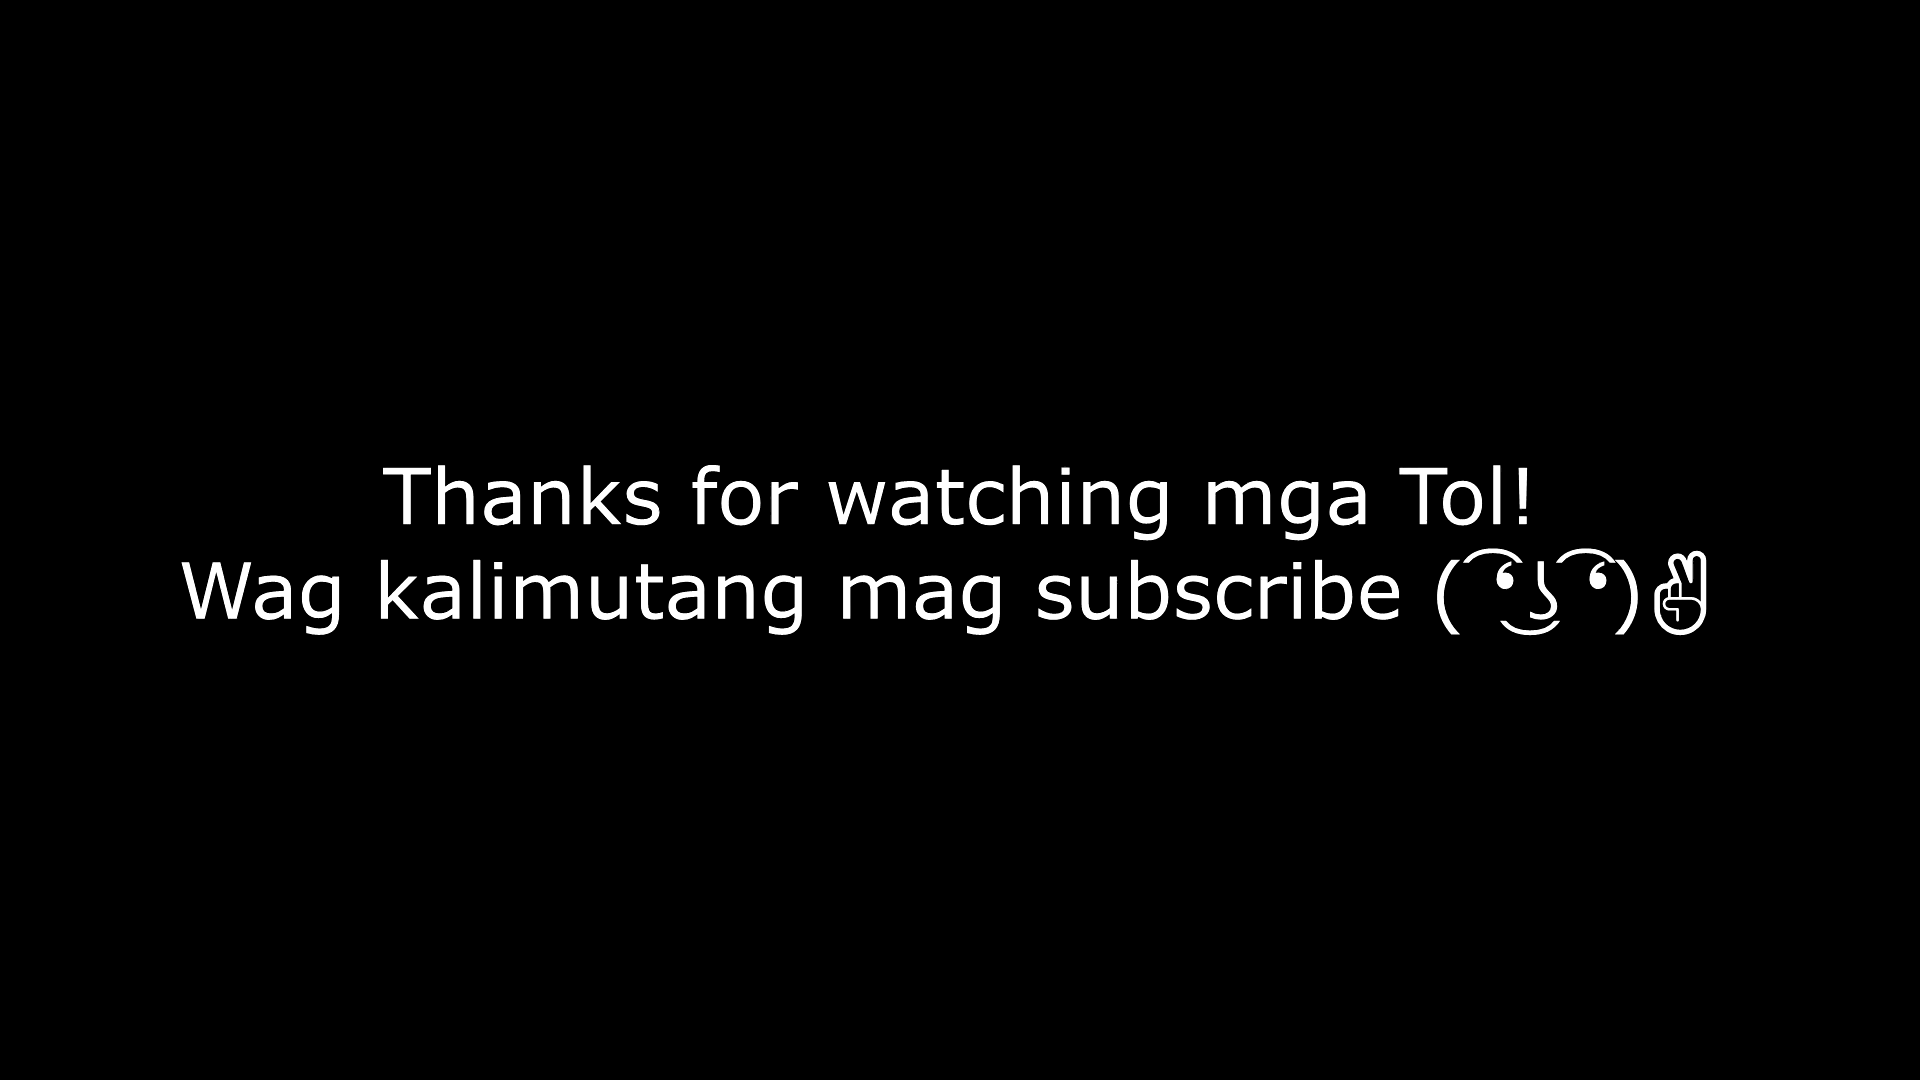 Thanks for watching mga Tol!
Wag kalimutang mag subscribe ( ͡❛ ͜ʖ ͡❛)✌